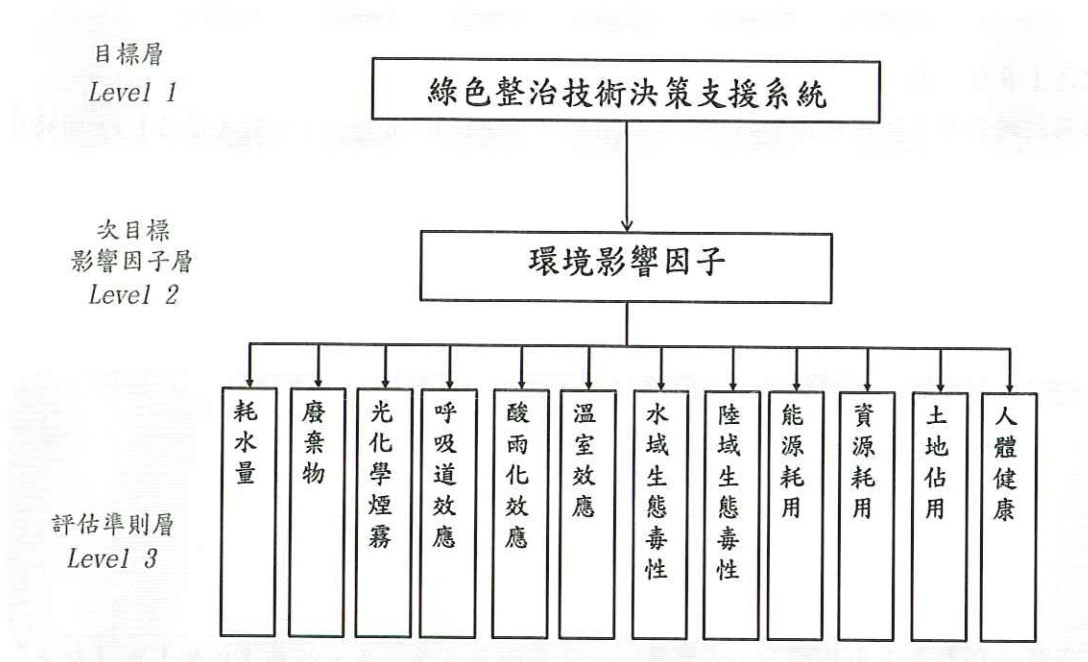 目標層
Level 1
綠色整治技術決策支援系統
次目標
影響因子層
Level 2
環境影響因子
評估準則層
Level 3
耗水量
廢棄物
光化學煙霧
呼吸道效應
酸雨化效應
溫室效應
水域生態毒性
陸域生態毒性
能源耗用
資源耗用
土地佔用
人體健康